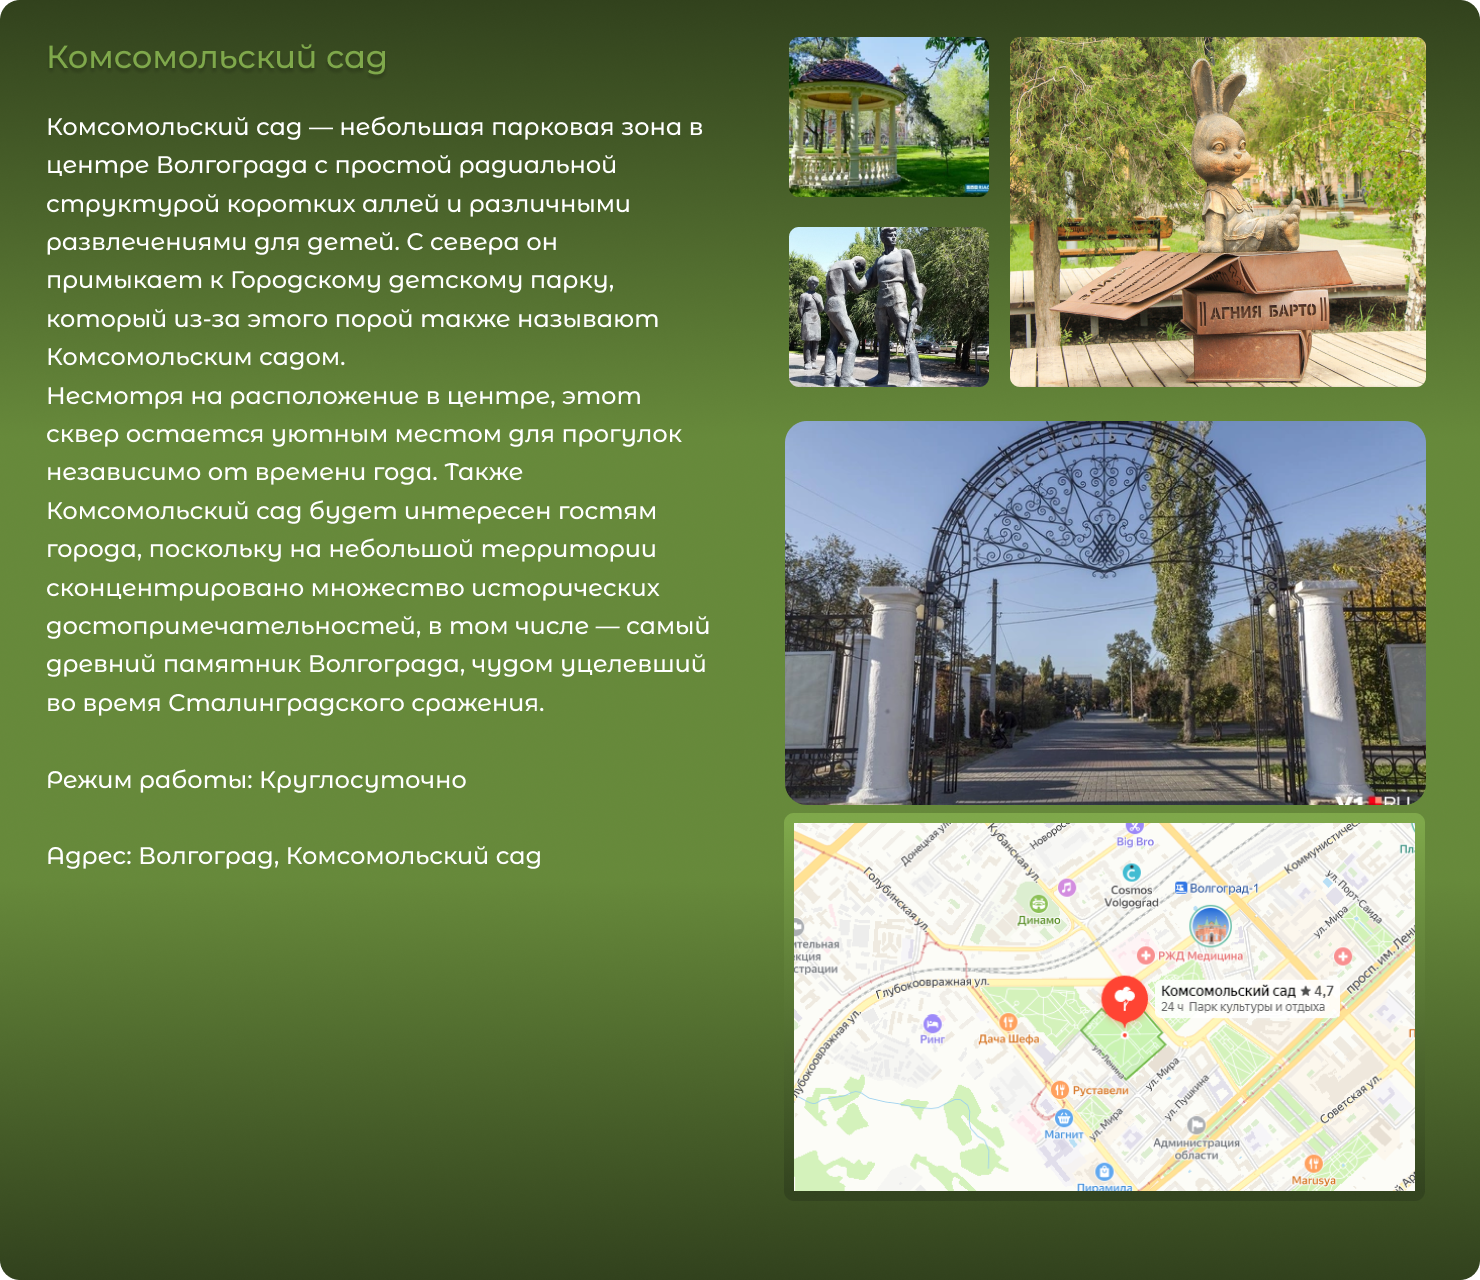 Комсомольский сад
Комсомольский сад — небольшая парковая зона в
центре Волгограда с простой радиальной
структурой коротких аллей и различными
развлечениями для детей. С севера он
примыкает к Городскому детскому парку,
который из-за этого порой также называют
Комсомольским садом.
Несмотря на расположение в центре, этот
сквер остается уютным местом для прогулок
независимо от времени года. Также
Комсомольский сад будет интересен гостям
города, поскольку на небольшой территории
сконцентрировано множество исторических
достопримечательностей, в том числе — самый
древний памятник Волгограда, чудом уцелевший
во время Сталинградского сражения.
Режим работы: Круглосуточно
Адрес: Волгоград, Комсомольский сад
АГНИЯ БАРТО
КОМСОМОЛЬСКИЙ
V1.RU
Донецкая ул.
Кубанская ул.
Big Bro
Коммунистичес
Голубинская ул.
Cosmos
Volgograd
Волгоград-1
ул. Порт-Саида
Динамо
ул. Мира
ительная
екция
страции
РЖД Медицина
просп. им. Лени
Глубокоовражная ул.
Комсомольский сад ★ 4,7
24 ч Парк культуры и отдыха
Ринг
Дача Шефа
лубокоовражная ул.
ул. Ленина
ул. Мира
Руставели
ул. Пушкина
Советская ул.
Магнит
ул. Мира
Администрация
области
Пирамида
Marusya